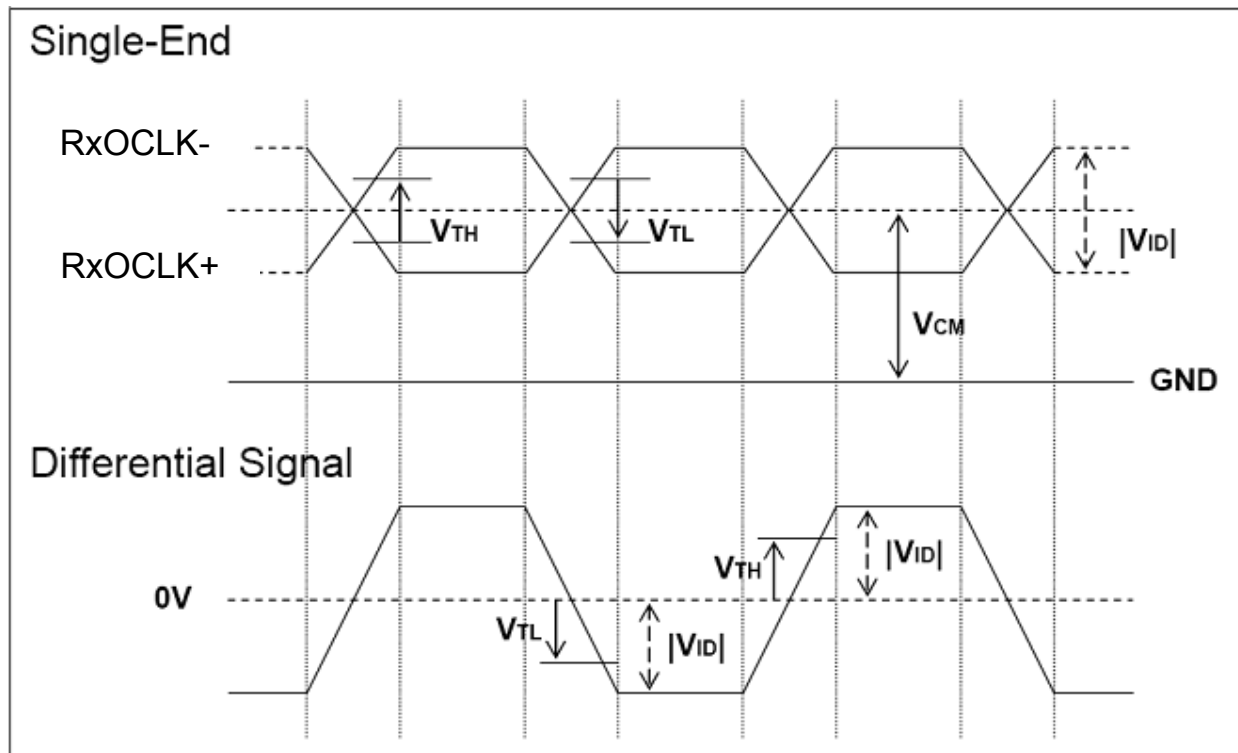 Single-End
RxOCLK-
VTH
VTL
|VID|
RxOCLK+
VCM
GND
Differential Signal
VTH
|VID|
0V
VTL
|VID|